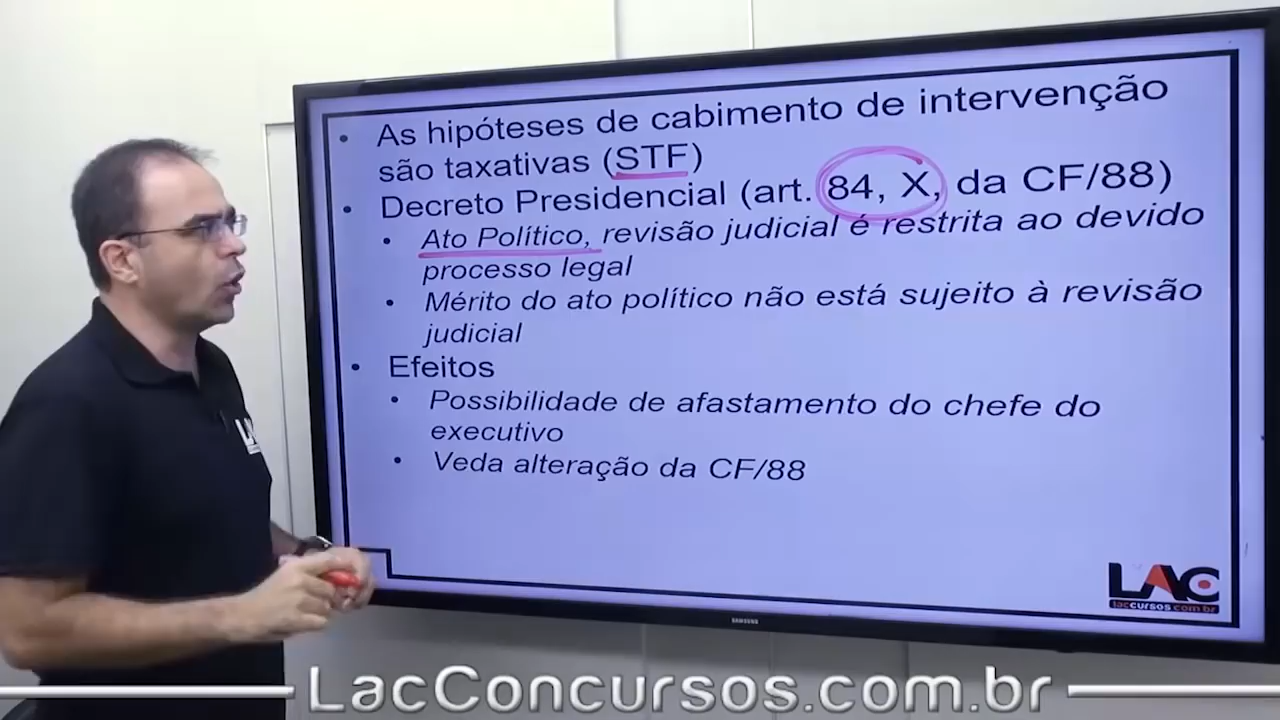 • As hipóteses de cabimento de intervenção
são taxativas (STF)
• Decreto Presidencial (art. 84, X, da CF/88)
• Ato Político, revisão judicial é restrita ao devido
processo legal
• Mérito do ato político não está sujeito à revisão
judicial
• Efeitos
• Possibilidade de afastamento do chefe do
executivo
• Veda alteração da CF/88
LAC
laccursos.com.br
SAMSUNG
LacConcursos.com.br